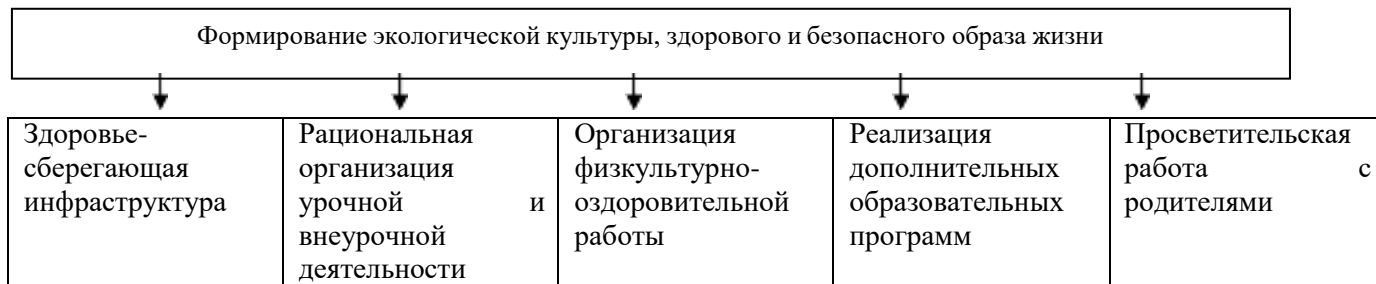 Формирование экологической культуры, здорового и безопасного образа жизни
Здоровье-
сберегающая
инфраструктура
Рациональная
организация
урочной и
внеурочной
деятельности
Организация
физкультурно-
оздоровительной
работы
Реализация
дополнительных
образовательных
программ
Просветительская
работа с
родителями